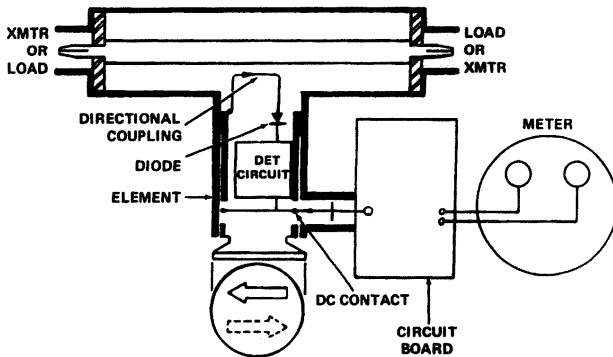 XMTR
OR
LOAD
LOAD
OR
XMTR
DIRECTIONAL
COUPLING
DIODE
DET
CIRCUIT
ELEMENT
METER
DC CONTACT
CIRCUIT
BOARD